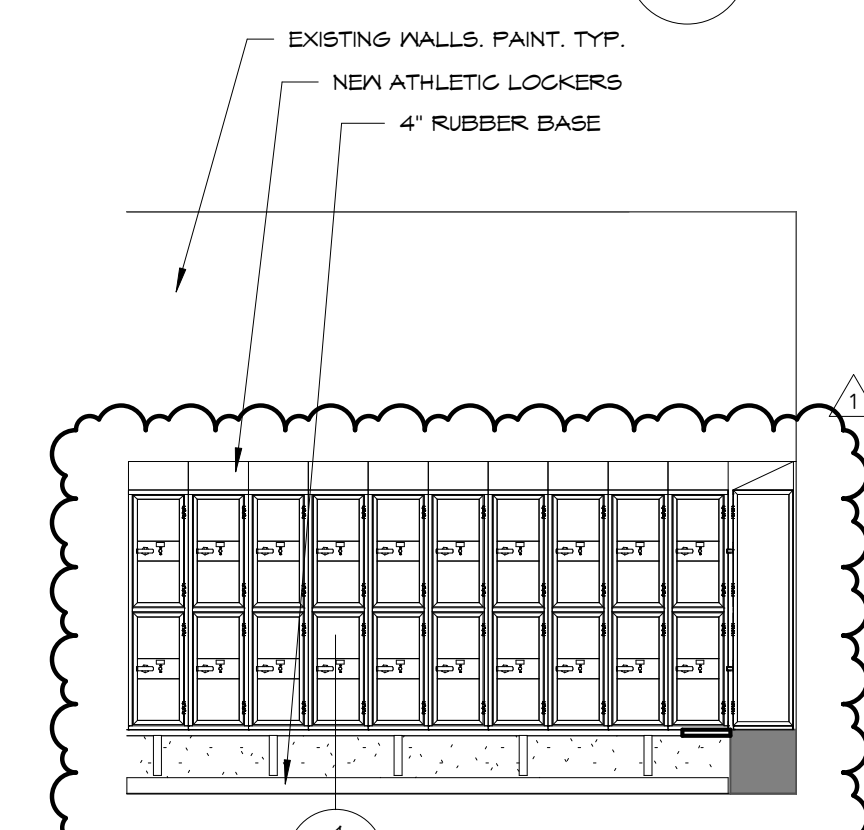 EXISTING WALLS. PAINT. TYP.
NEW ATHLETIC LOCKERS
4" RUBBER BASE
1